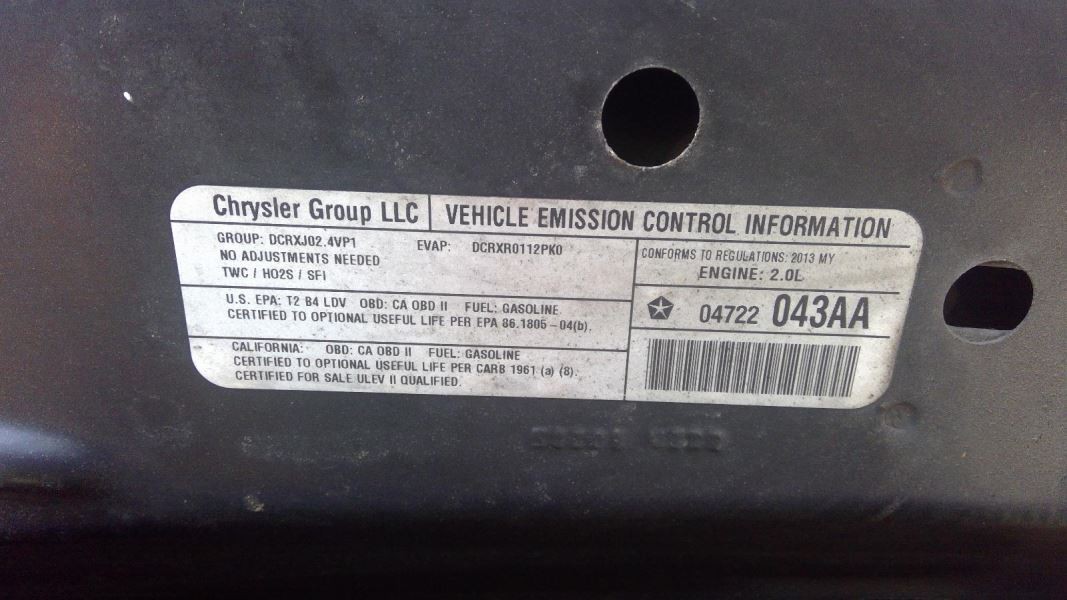 Chrysler Group LLC VEHICLE EMISSION CONTROL INFORMATION
GROUP: DCRXJ02.4VP1 EVAP: DCRXR0112PK0
NO ADJUSTMENTS NEEDED
TWC / HO2S / SFI
CONFORMS TO REGULATIONS: 2013 MY
ENGINE: 2.0L
U.S. EPA: T2 B4 LDV OBD: CA OBD II FUEL: GASOLINE
CERTIFIED TO OPTIONAL USEFUL LIFE PER EPA 86.1805-04(b).
04722 043AA
CALIFORNIA: OBD: CA OBD II FUEL: GASOLINE
CERTIFIED TO OPTIONAL USEFUL LIFE PER CARB 1961 (a) (8).
CERTIFIED FOR SALE ULEV II QUALIFIED.